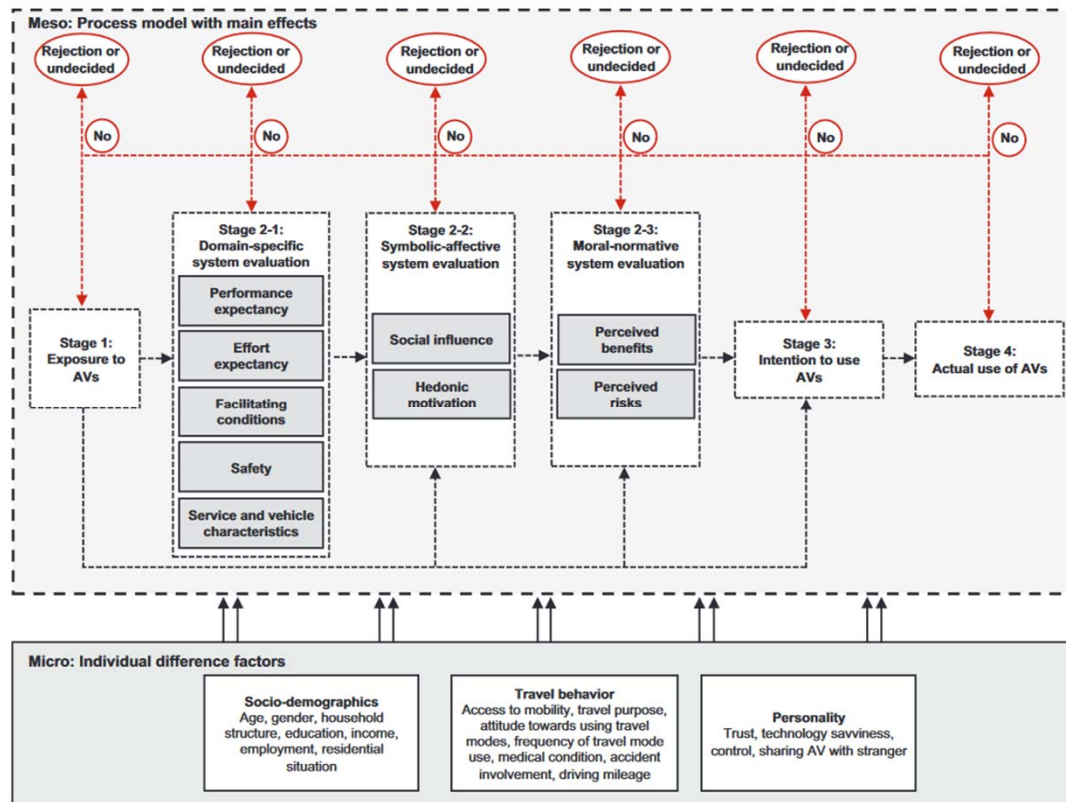 Meso: Process model with main effects
Rejection or
undecided
Rejection or
undecided
Rejection or
undecided
Rejection or
undecided
Rejection or
undecided
Rejection or
undecided
No
No
No
No
No
No
Stage 1:
Exposure to
AVs
Stage 2-1:
Domain-specific
system evaluation
Performance
expectancy
Effort
expectancy
Facilitating
conditions
Safety
Service and vehicle
characteristics
Stage 2-2:
Symbolic-affective
system evaluation
Social influence
Hedonic
motivation
Stage 2-3:
Moral-normative
system evaluation
Perceived
benefits
Perceived
risks
Stage 3:
Intention to use
AVs
Stage 4:
Actual use of AVs
Micro: Individual difference factors
Socio-demographics
Age, gender, household
structure, education, income,
employment, residential
situation
Travel behavior
Access to mobility, travel purpose,
attitude towards using travel
modes, frequency of travel mode
use, medical condition, accident
involvement, driving mileage
Personality
Trust, technology savviness,
control, sharing AV with stranger